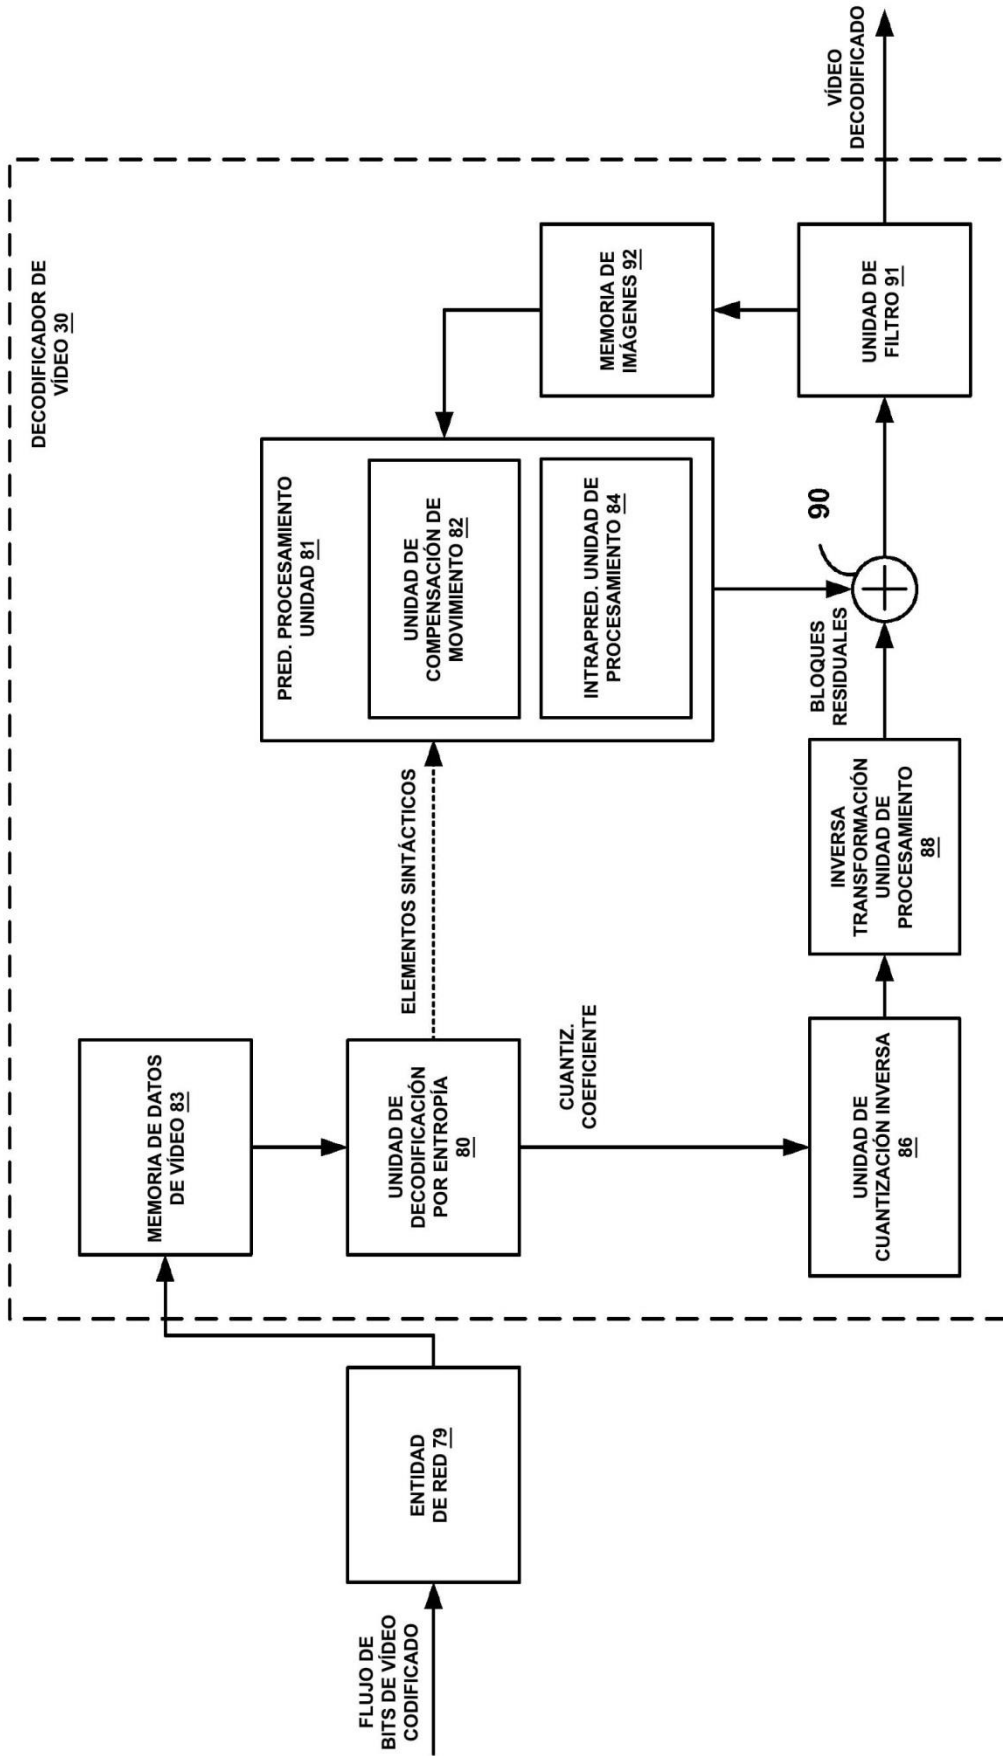 DECODIFICADOR DE
VÍDEO 30
FLUJO DE
BITS DE VÍDEO
CODIFICADO
ENTIDAD
DE RED 79
MEMORIA DE DATOS
DE VÍDEO 83
UNIDAD DE
DECODIFICACIÓN
POR ENTROPÍA
80
ELEMENTOS SINTÁCTICOS
CUANTIZ.
COEFICIENTE
PRED. PROCESAMIENTO
UNIDAD 81
UNIDAD DE
COMPENSACIÓN DE
MOVIMIENTO 82
INTRAPRED. UNIDAD DE
PROCESAMIENTO 84
MEMORIA DE
IMÁGENES 92
UNIDAD DE
CUANTIZACIÓN INVERSA
86
INVERSA
TRANSFORMACIÓN
UNIDAD DE
PROCESAMIENTO
88
BLOQUES
RESIDUALES
90
UNIDAD DE
FILTRO 91
VÍDEO
DECODIFICADO